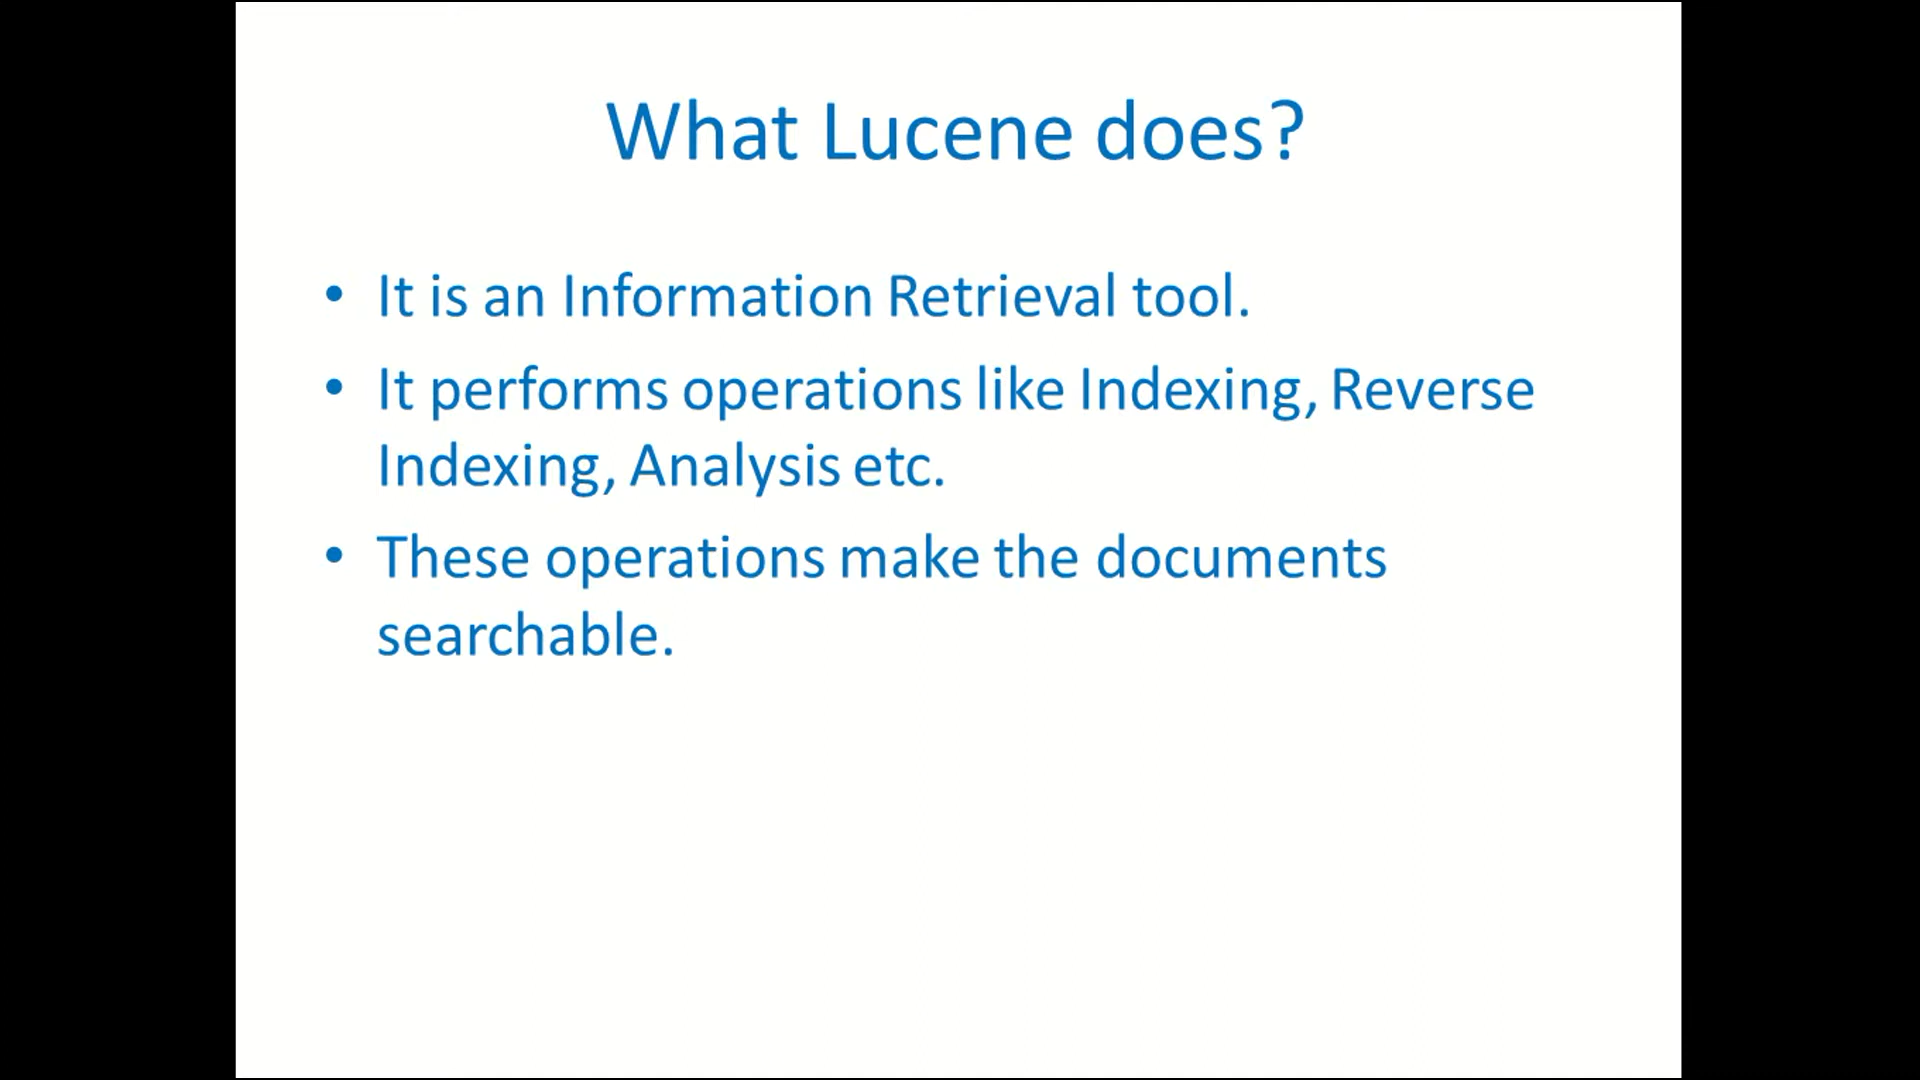 What Lucene does?
• It is an Information Retrieval tool.
• It performs operations like Indexing, Reverse
Indexing, Analysis etc.
• These operations make the documents
searchable.